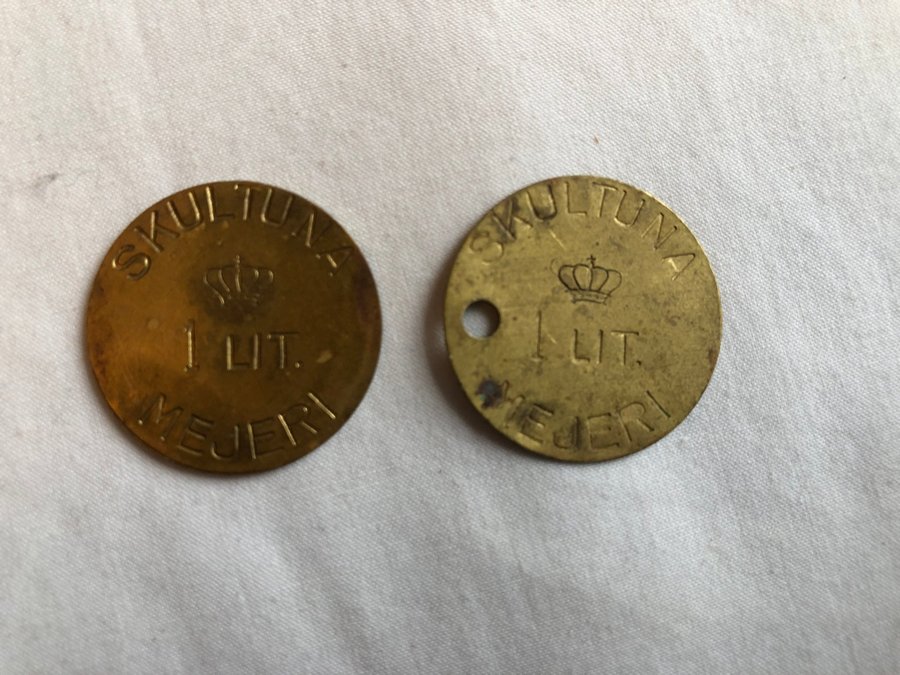 SKULTUNA
1 LIT.
MEJERI
SKULTUNA
1 LIT.
MEJERI